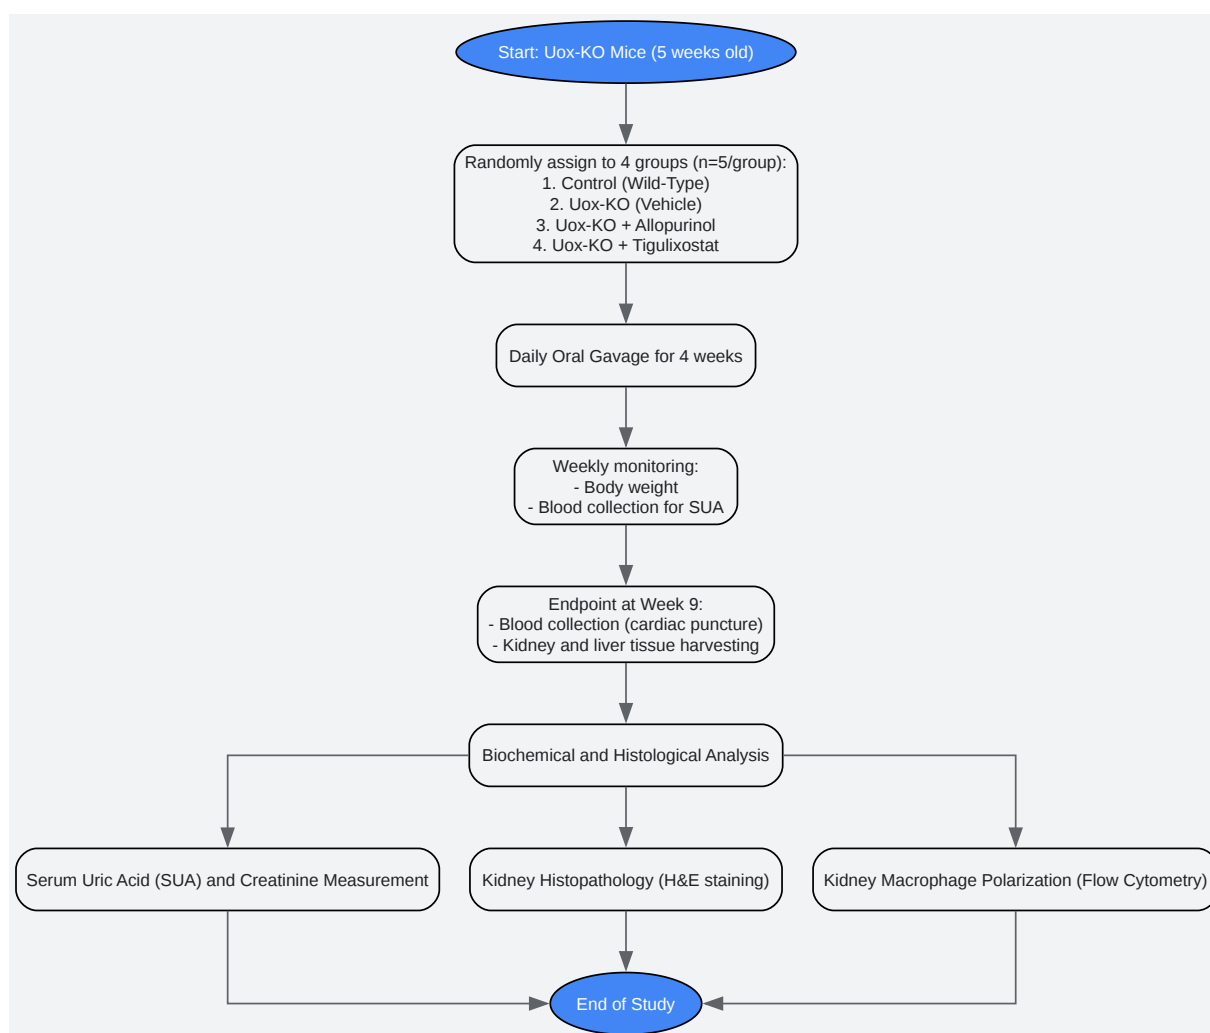 Start: Uox-KO Mice (5 weeks old)
Randomly assign to 4 groups (n=5/group):
1. Control (Wild-Type)
2. Uox-KO (Vehicle)
3. Uox-KO + Allopurinol
4. Uox-KO + Tigulixostat
Daily Oral Gavage for 4 weeks
Weekly monitoring:
- Body weight
- Blood collection for SUA
Endpoint at Week 9:
- Blood collection (cardiac puncture)
- Kidney and liver tissue harvesting
Biochemical and Histological Analysis
Serum Uric Acid (SUA) and Creatinine Measurement
Kidney Histopathology (H&E staining)
Kidney Macrophage Polarization (Flow Cytometry)
End of Study